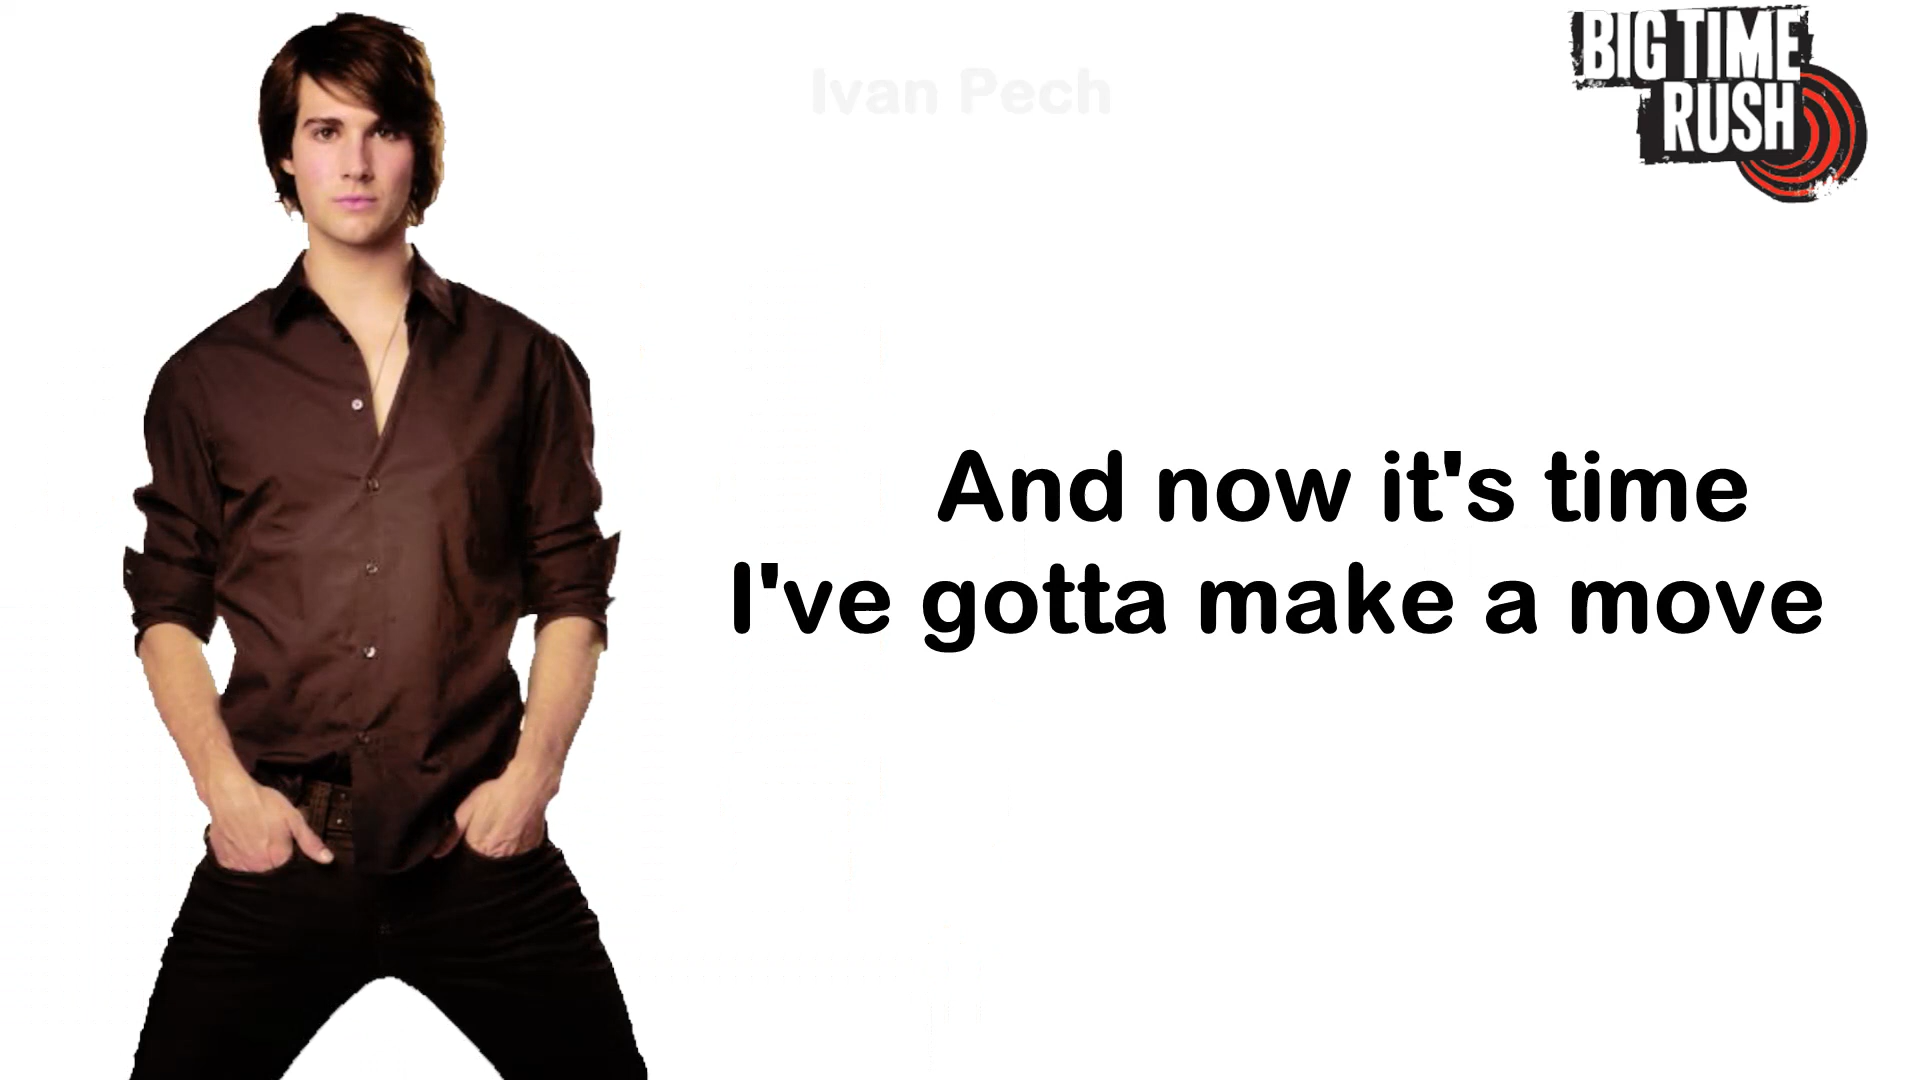 Ivan Pech
BIG TIME
RUSH
And now it's time
I've gotta make a move